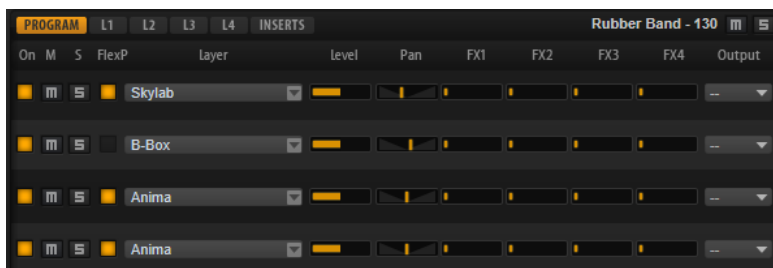 PROGRAM L1 L2 L3 L4 INSERTS Rubber Band - 130 m S
On M S FlexP Layer Level Pan FX1 FX2 FX3 FX4 Output
m S Skylab --
m S B-Box --
m S Anima --
m S Anima --